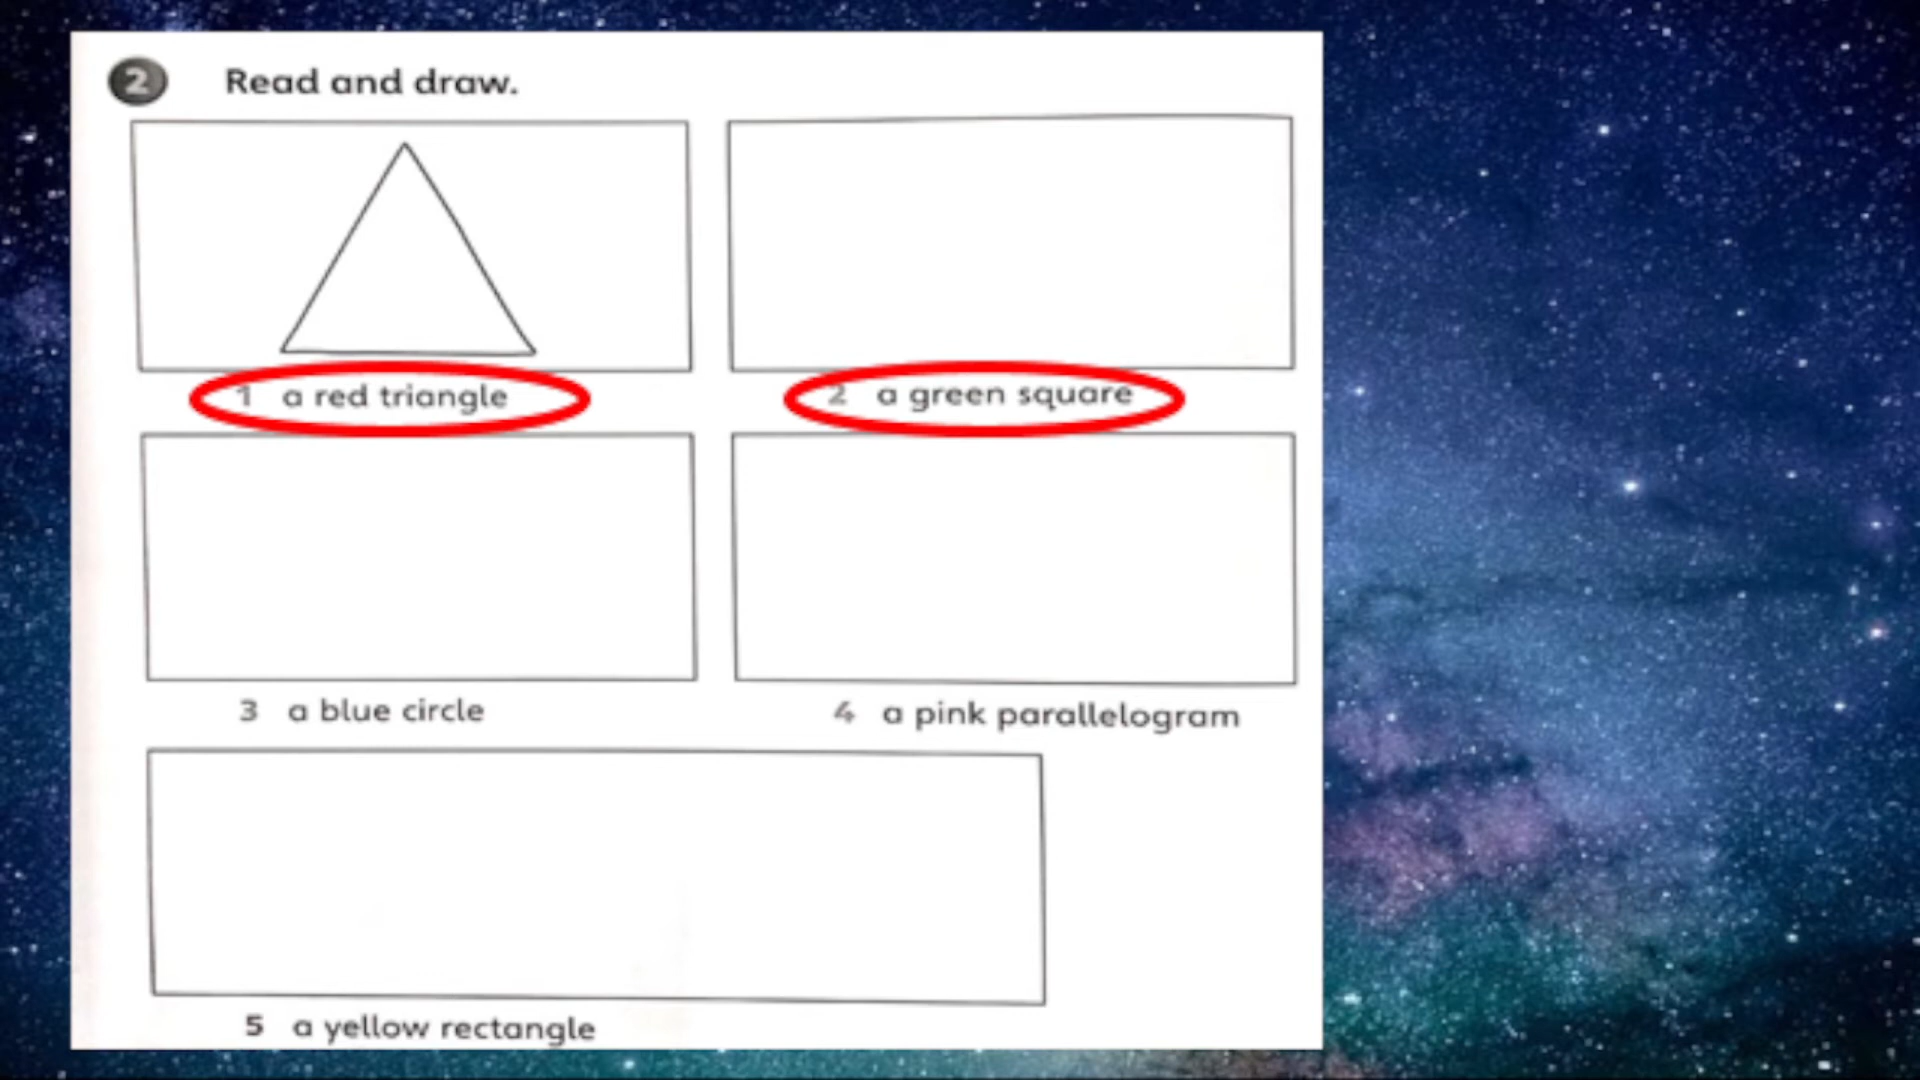 2 Read and draw.
1 a red triangle
2 a green square
3 a blue circle
4 a pink parallelogram
5 a yellow rectangle